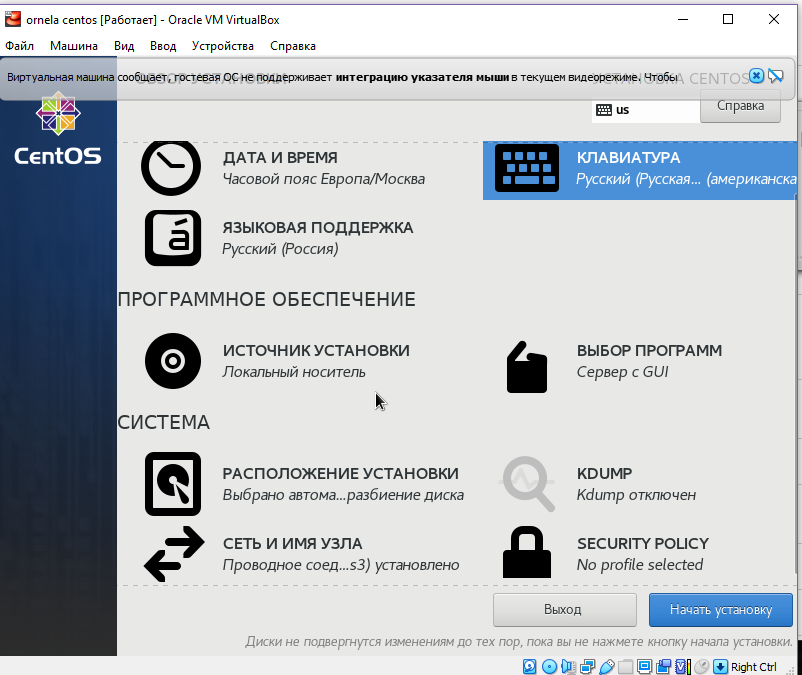 ornela centos [Работает] - Oracle VM VirtualBox
Файл Машина Вид Ввод Устройства Справка
Виртуальная машина сообщает, гостевая ОС не поддерживает интеграцию указателя мыши в текущем видеорежиме. Чтобы
CENTOS
us
Справка
CentOS
ДАТА И ВРЕМЯ
Часовой пояс Европа/Москва
КЛАВИАТУРА
Русский (Русская... (американска
ЯЗЫКОВАЯ ПОДДЕРЖКА
Русский (Россия)
ПРОГРАММНОЕ ОБЕСПЕЧЕНИЕ
ИСТОЧНИК УСТАНОВКИ
Локальный носитель
ВЫБОР ПРОГРАММ
Сервер с GUI
СИСТЕМА
РАСПОЛОЖЕНИЕ УСТАНОВКИ
Выбрано автома...разбиение диска
KDUMP
Kdump отключен
СЕТЬ И ИМЯ УЗЛА
Проводное соед...s3) установлено
SECURITY POLICY
No profile selected
Выход
Начать установку
Диски не подвергнутся изменениям до тех пор, пока вы не нажмете кнопку начала установки.
Right Ctrl